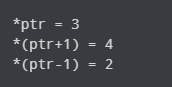 *ptr = 3
*(ptr+1) = 4
*(ptr-1) = 2